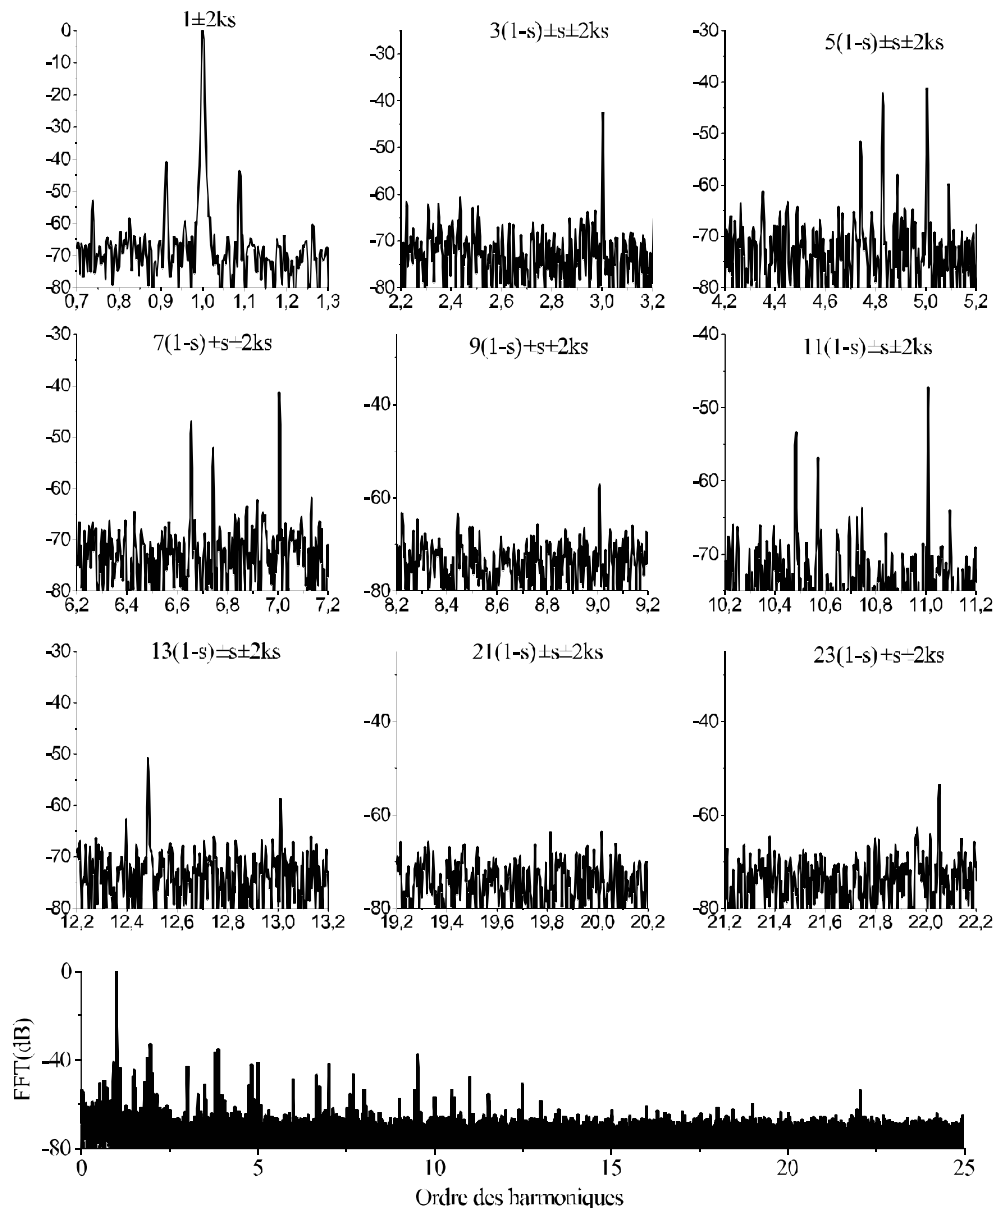 1±2ks
3(1-s)±s±2ks
5(1-s)±s±2ks
0
-10
-20
-30
-40
-50
-60
-70
-80
0,7 0,8 0,9 1,0 1,1 1,2 1,3
-30
-40
-50
-60
-70
-80
2,2 2,4 2,6 2,8 3,0 3,2
-30
-40
-50
-60
-70
-80
4,2 4,4 4,6 4,8 5,0 5,2
7(1-s)+s±2ks
9(1-s)+s±2ks
11(1-s)±s±2ks
-30
-40
-50
-60
-70
-80
6,2 6,4 6,6 6,8 7,0 7,2
-40
-60
-80
8,2 8,4 8,6 8,8 9,0 9,2
-40
-50
-60
-70
10,2 10,4 10,6 10,8 11,0 11,2
13(1-s)±s±2ks
21(1-s)±s±2ks
23(1-s)+s±2ks
-30
-40
-50
-60
-70
-80
12,2 12,4 12,6 12,8 13,0 13,2
-40
-60
-80
19,2 19,4 19,6 19,8 20,0 20,2
-40
-60
-80
21,2 21,4 21,6 21,8 22,0 22,2
FFT(dB)
0
-40
-80
0 5 10 15 20 25
Ordre des harmoniques